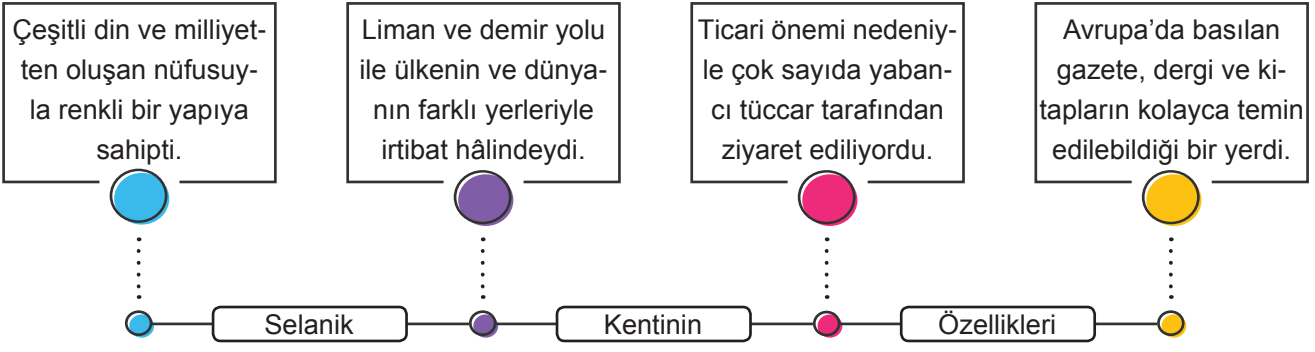 Çeşitli din ve milliyet-
ten oluşan nüfusuy-
la renkli bir yapıya
sahipti.
Liman ve demir yolu
ile ülkenin ve dünya-
nın farklı yerleriyle
irtibat hâlindeydi.
Ticari önemi nedeniy-
le çok sayıda yaban-
cı tüccar tarafından
ziyaret ediliyordu.
Avrupa’da basılan
gazete, dergi ve ki-
tapların kolayca temin
edilebildiği bir yerdi.
Selanik
Kentinin
Özellikleri